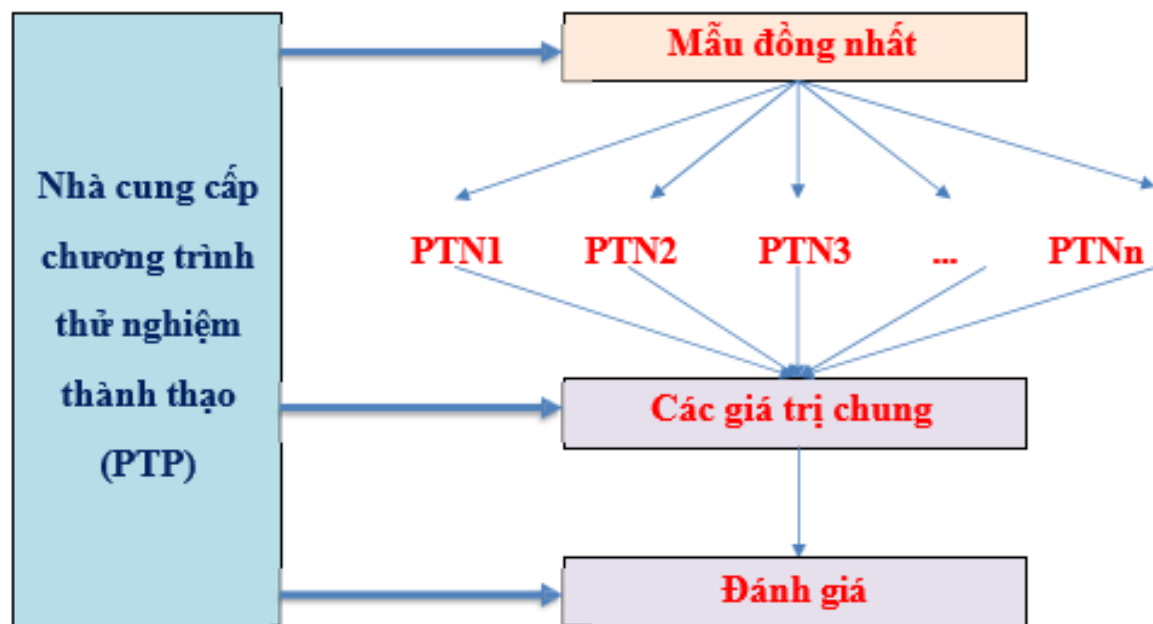 Nhà cung cấp
chương trình
thử nghiệm
thành thạo
(PTP)
Mẫu đồng nhất
PTN1 PTN2 PTN3 ... PTNn
Các giá trị chung
Đánh giá